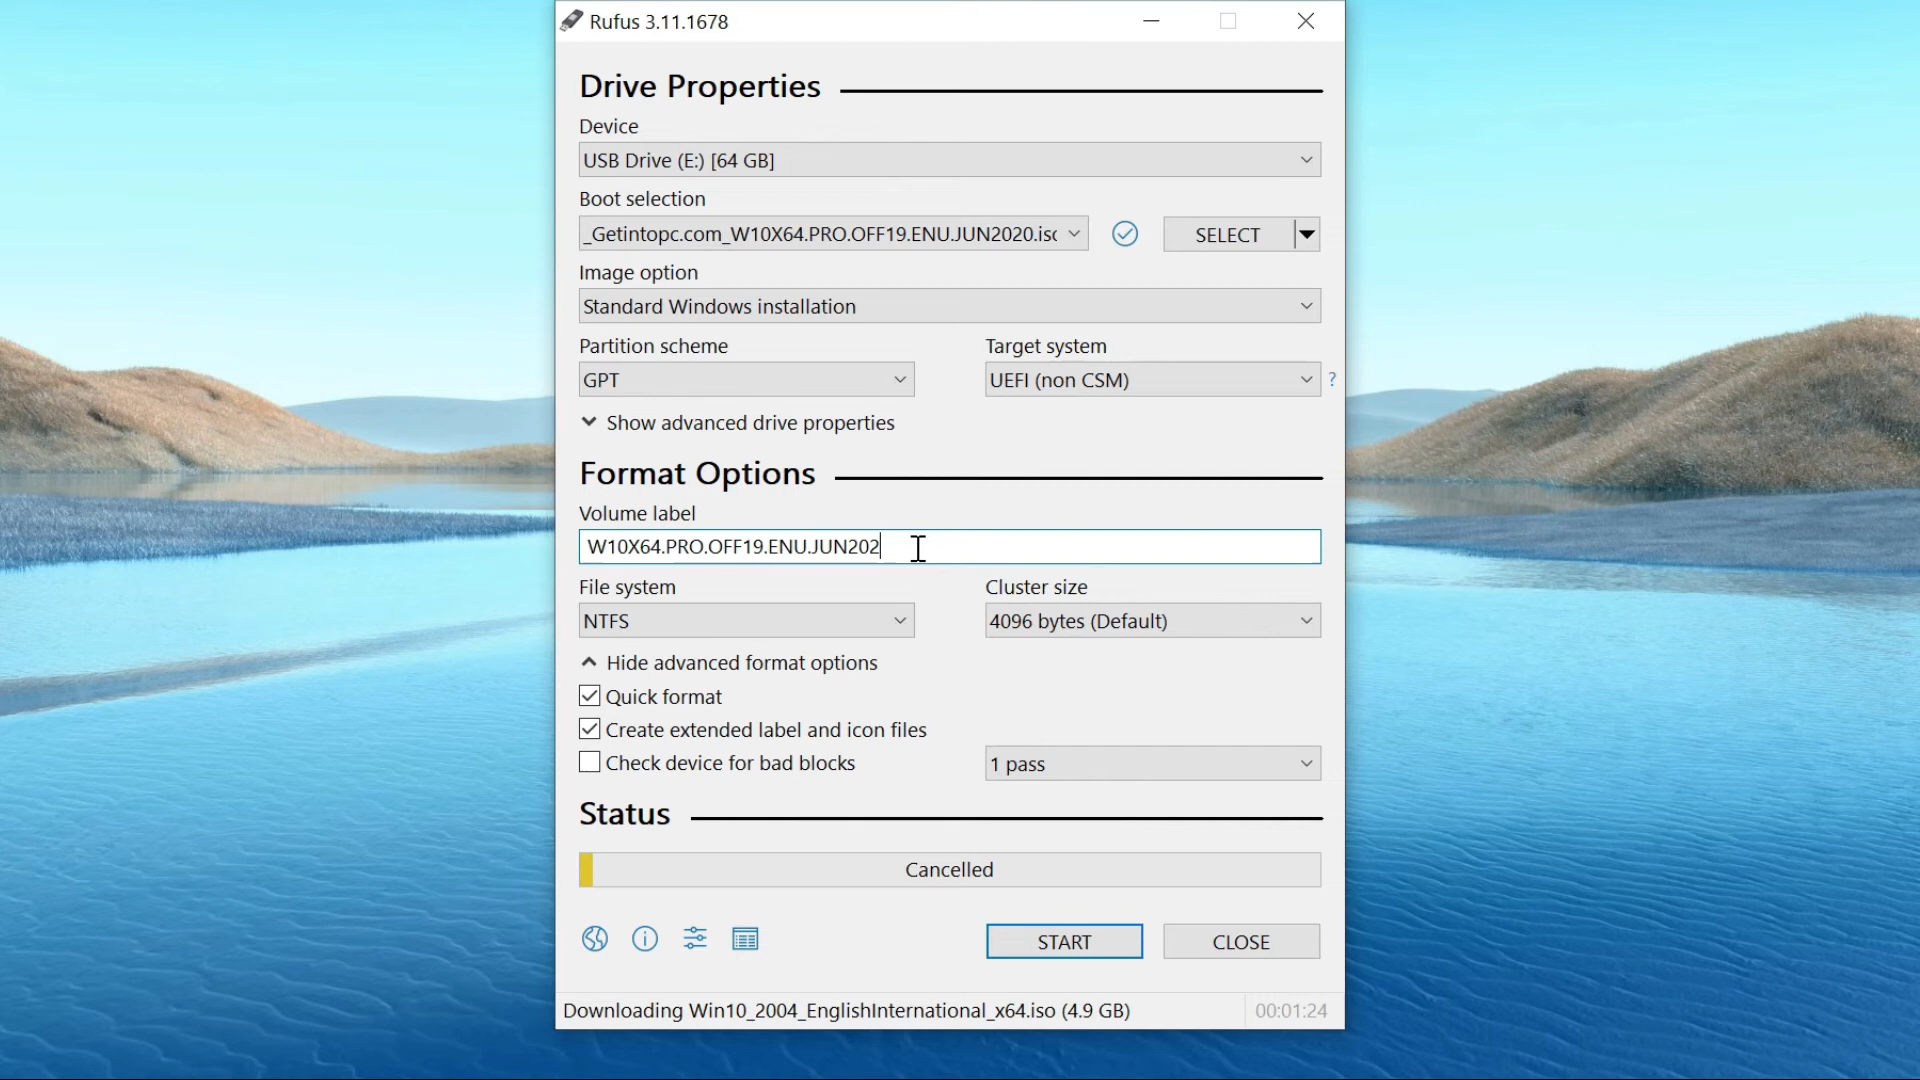 Rufus 3.11.1678
Drive Properties
Device
USB Drive (E:) [64 GB]
Boot selection
_Getintopc.com_W10X64.PRO.OFF19.ENU.JUN2020.isc
SELECT
Image option
Standard Windows installation
Partition scheme
Target system
GPT
UEFI (non CSM)
?
Show advanced drive properties
Format Options
Volume label
W10X64.PRO.OFF19.ENU.JUN202
File system
Cluster size
NTFS
4096 bytes (Default)
Hide advanced format options
Quick format
Create extended label and icon files
Check device for bad blocks
1 pass
Status
Cancelled
START
CLOSE
Downloading Win10_2004_EnglishInternational_x64.iso (4.9 GB)
00:01:24